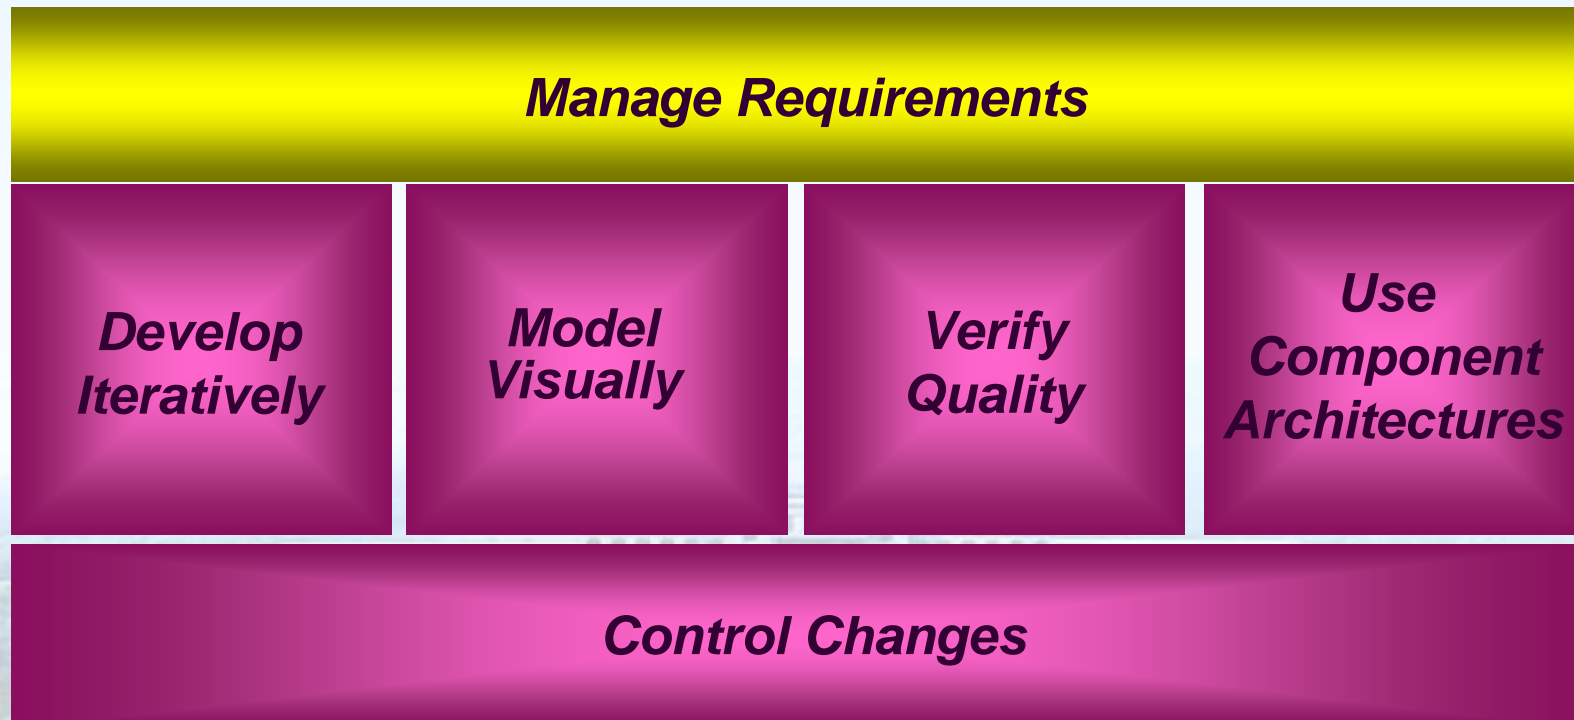 Manage Requirements
Develop
Iteratively
Model
Visually
Verify
Quality
Use
Component
Architectures
Control Changes